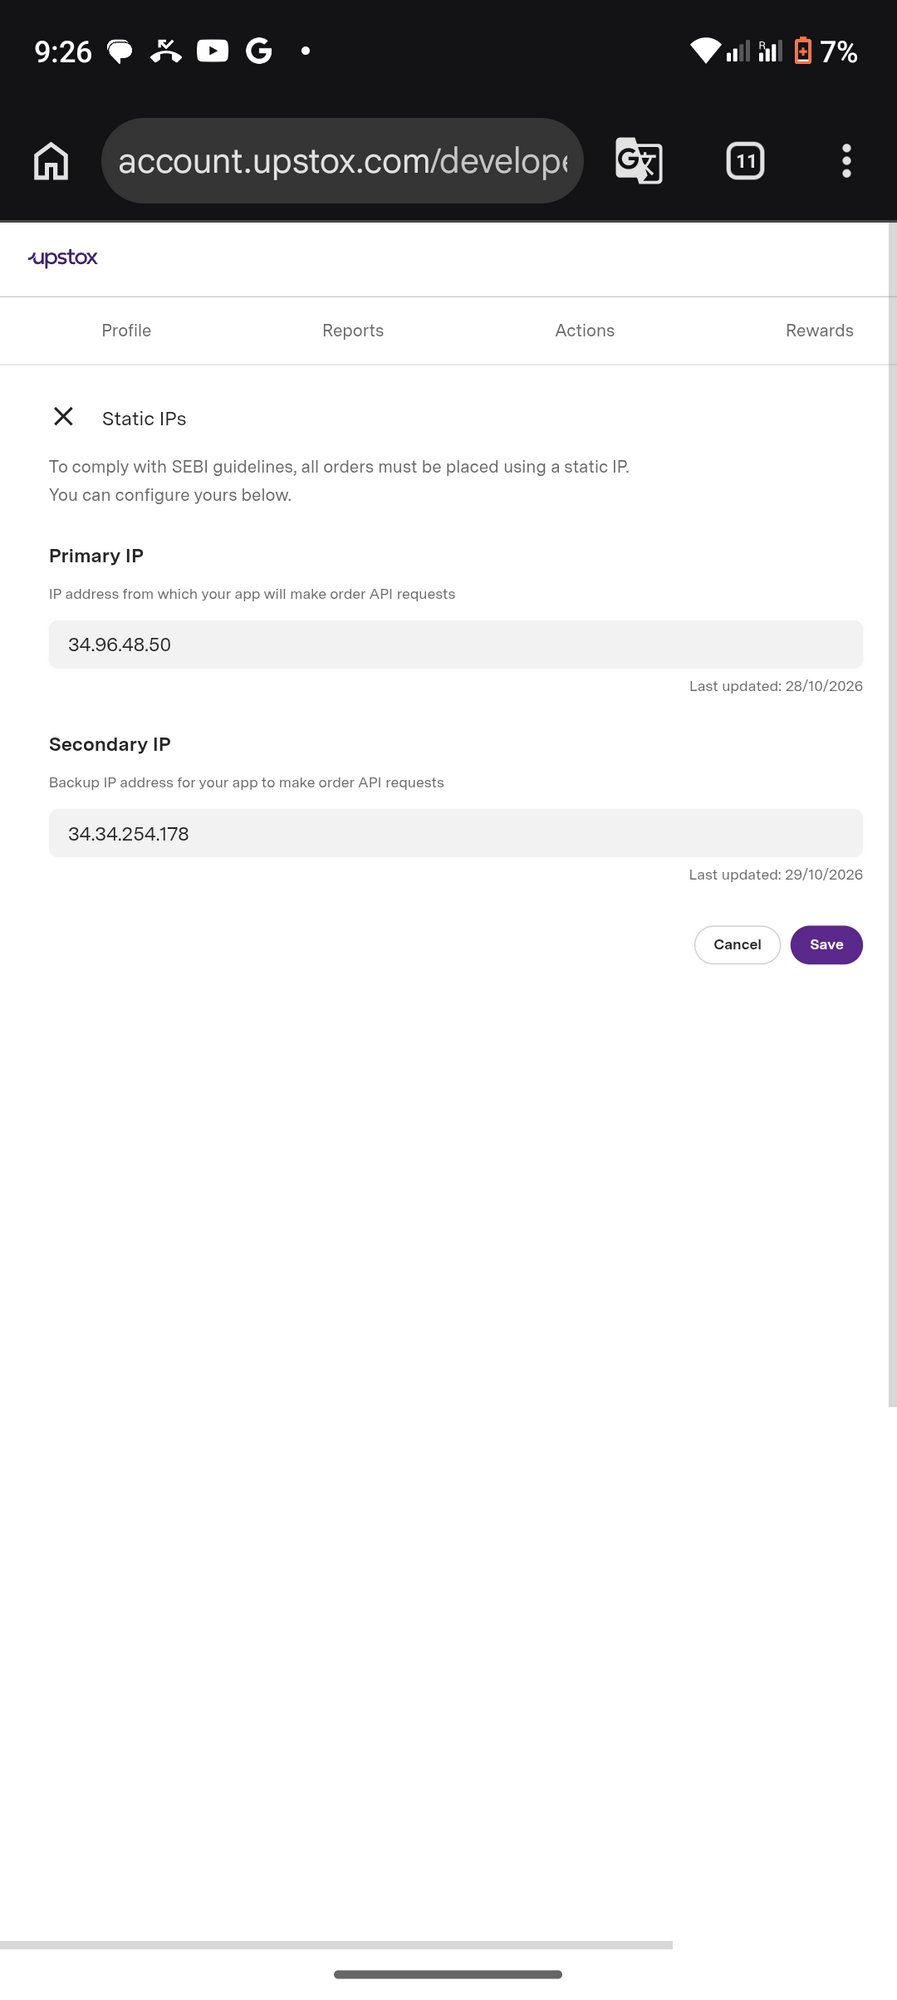 9:26
7%
account.upstox.com/develope
11
upstox
Profile Reports Actions Rewards
Static IPs
To comply with SEBI guidelines, all orders must be placed using a static IP.
You can configure yours below.
Primary IP
IP address from which your app will make order API requests
34.96.48.50
Last updated: 28/10/2026
Secondary IP
Backup IP address for your app to make order API requests
34.34.254.178
Last updated: 29/10/2026
Cancel Save